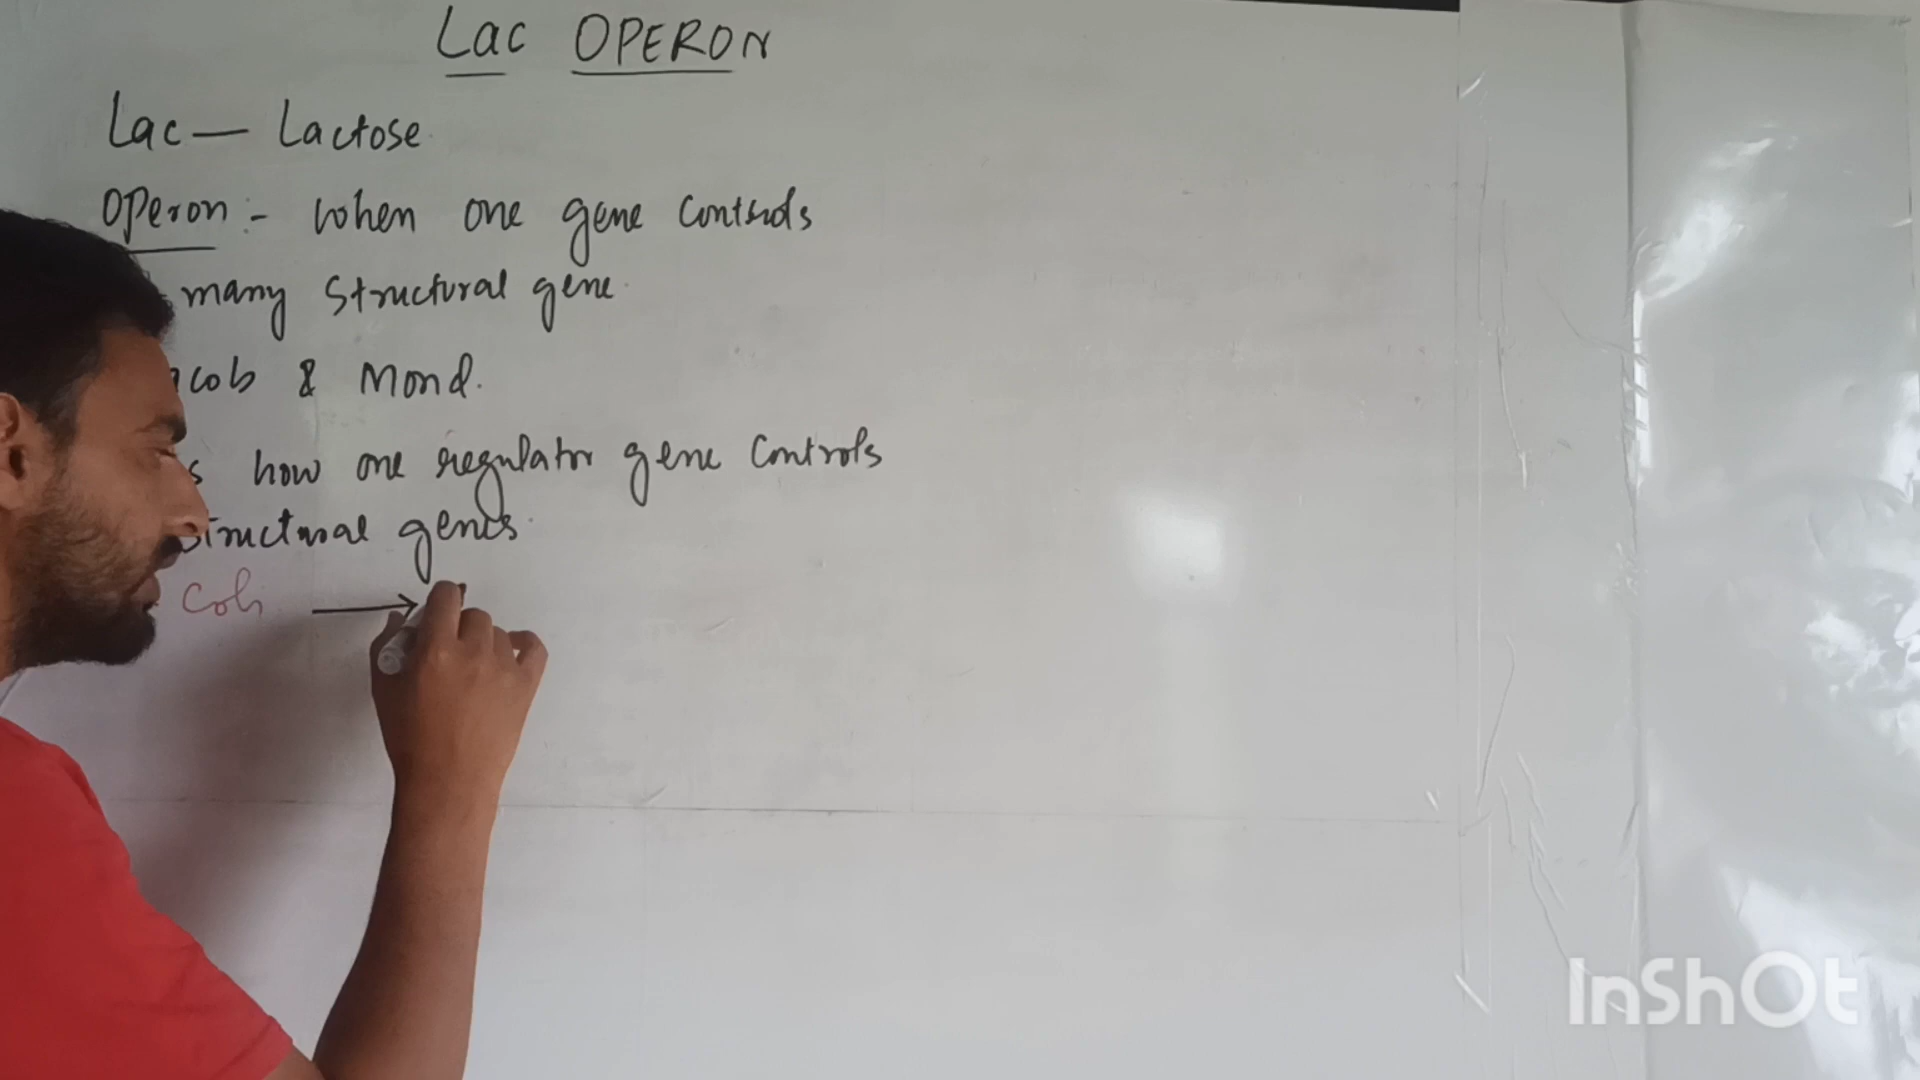 Lac OPERON
Lac — Lactose
Operon :- When one gene Controls
many Structural gene
& Mond.
how one regulator gene Controls
structural genes
Coli →
InShOt